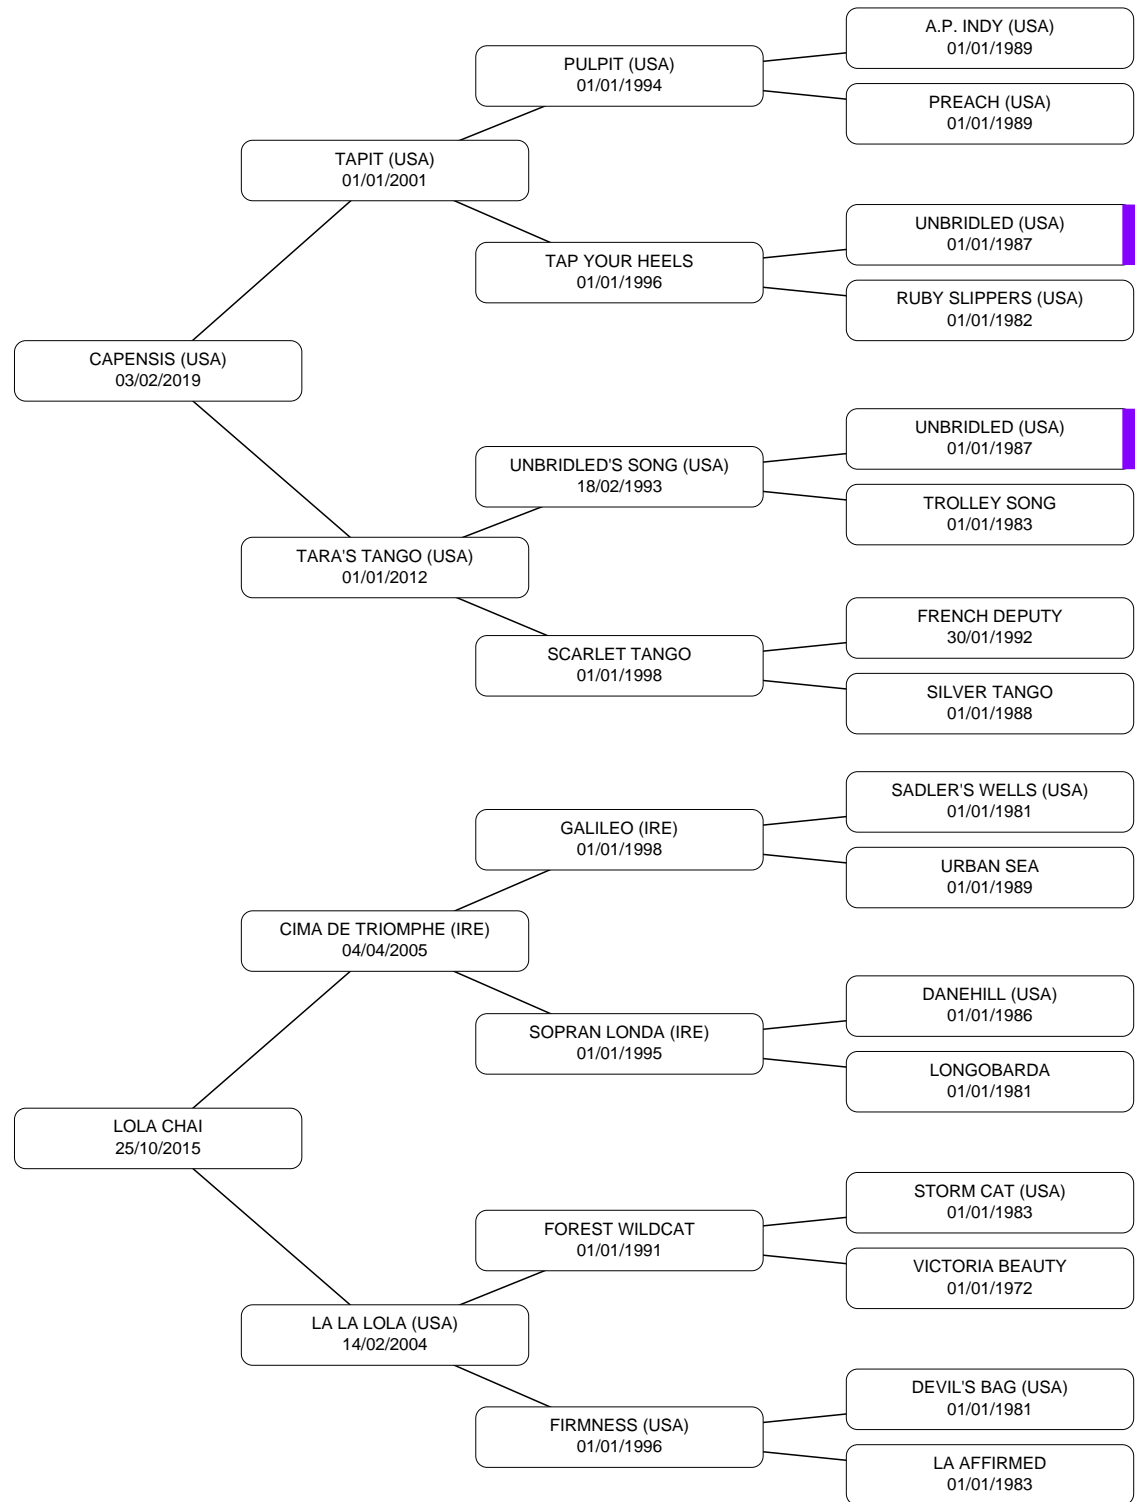 A.P. INDY (USA)
01/01/1989
PULPIT (USA)
01/01/1994
PREACH (USA)
01/01/1989
TAPIT (USA)
01/01/2001
UNBRIDLED (USA)
01/01/1987
TAP YOUR HEELS
01/01/1996
RUBY SLIPPERS (USA)
01/01/1982
CAPENSIS (USA)
03/02/2019
UNBRIDLED (USA)
01/01/1987
UNBRIDLED'S SONG (USA)
18/02/1993
TROLLEY SONG
01/01/1983
TARA'S TANGO (USA)
01/01/2012
FRENCH DEPUTY
30/01/1992
SCARLET TANGO
01/01/1998
SILVER TANGO
01/01/1988
SADLER'S WELLS (USA)
01/01/1981
GALILEO (IRE)
01/01/1998
URBAN SEA
01/01/1989
CIMA DE TRIOMPHE (IRE)
04/04/2005
DANEHILL (USA)
01/01/1986
SOPRAN LONDA (IRE)
01/01/1995
LONGOBARDA
01/01/1981
LOLA CHAI
25/10/2015
STORM CAT (USA)
01/01/1983
FOREST WILDCAT
01/01/1991
VICTORIA BEAUTY
01/01/1972
LA LA LOLA (USA)
14/02/2004
DEVIL'S BAG (USA)
01/01/1981
FIRMNESS (USA)
01/01/1996
LA AFFIRMED
01/01/1983